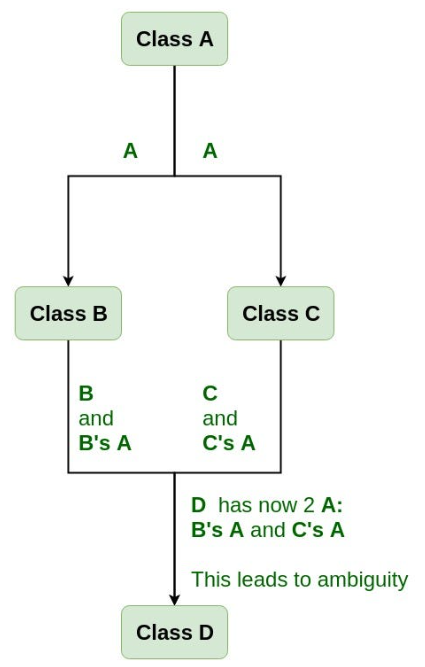 Class A
A A
Class B Class C
B
and
B's A
C
and
C's A
D has now 2 A:
B's A and C's A
This leads to ambiguity
Class D